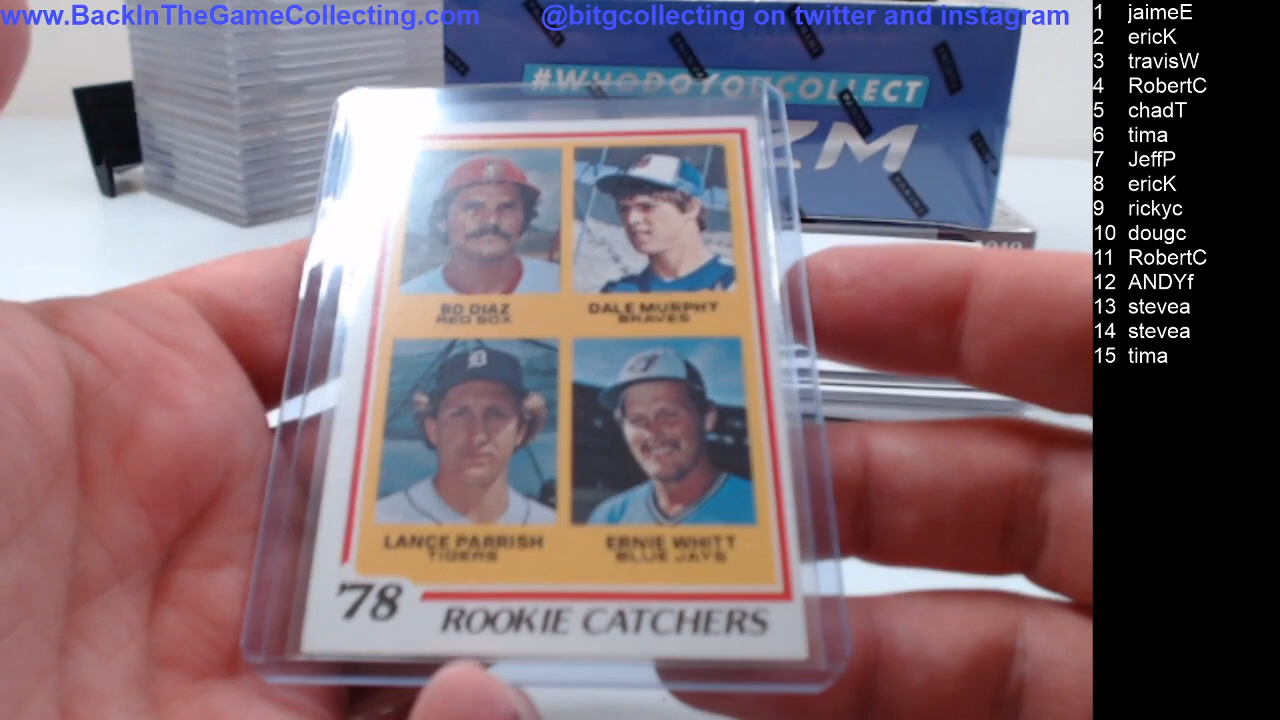 www.BackInTheGameCollecting.com
@bitgcollecting on twitter and instagram
#WHODOYOUCOLLECT
ZM
BO DIAZ
RED SOX
DALE MURPHY
BRAVES
LANCE PARRISH
TIGERS
ERNIE WHITT
BLUE JAYS
'78
ROOKIE CATCHERS
1 jaimeE
2 ericK
3 travisW
4 RobertC
5 chadT
6 tima
7 JeffP
8 ericK
9 rickyc
10 dougc
11 RobertC
12 ANDYf
13 stevea
14 stevea
15 tima